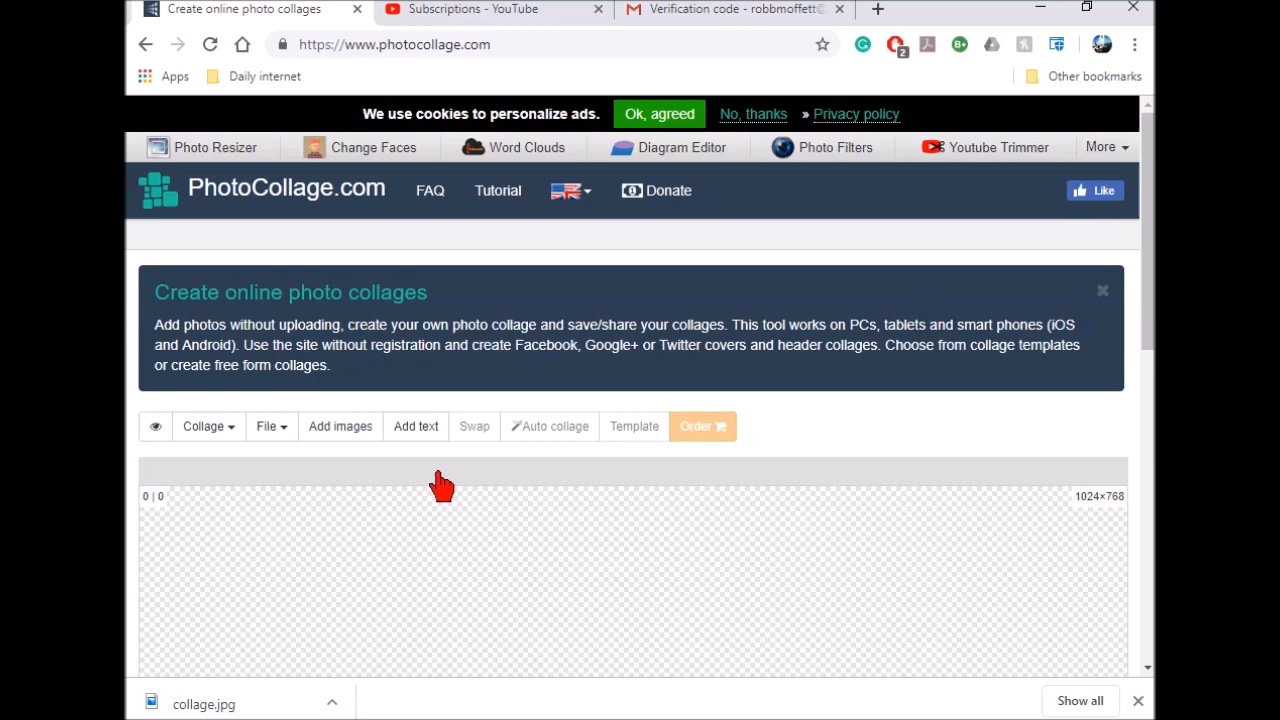 Create online photo collages
Subscriptions - YouTube
Verification code - robbmoffett@
https://www.photocollage.com
2
B+
Apps
Daily internet
Other bookmarks
We use cookies to personalize ads.
Ok, agreed
No, thanks
» Privacy policy
Photo Resizer
Change Faces
Word Clouds
Diagram Editor
Photo Filters
Youtube Trimmer
More
PhotoCollage.com
FAQ
Tutorial
Donate
Like
Create online photo collages
Add photos without uploading, create your own photo collage and save/share your collages. This tool works on PCs, tablets and smart phones (iOS
and Android). Use the site without registration and create Facebook, Google+ or Twitter covers and header collages. Choose from collage templates
or create free form collages.
Collage
File
Add images
Add text
Swap
Auto collage
Template
Order
0 | 0
1024×768
collage.jpg
Show all